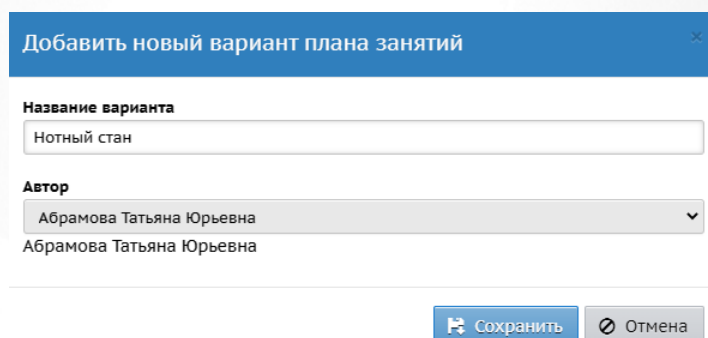 Добавить новый вариант плана занятий
Название варианта
Нотный стан
Автор
Абрамова Татьяна Юрьевна
Абрамова Татьяна Юрьевна
Сохранить Отмена